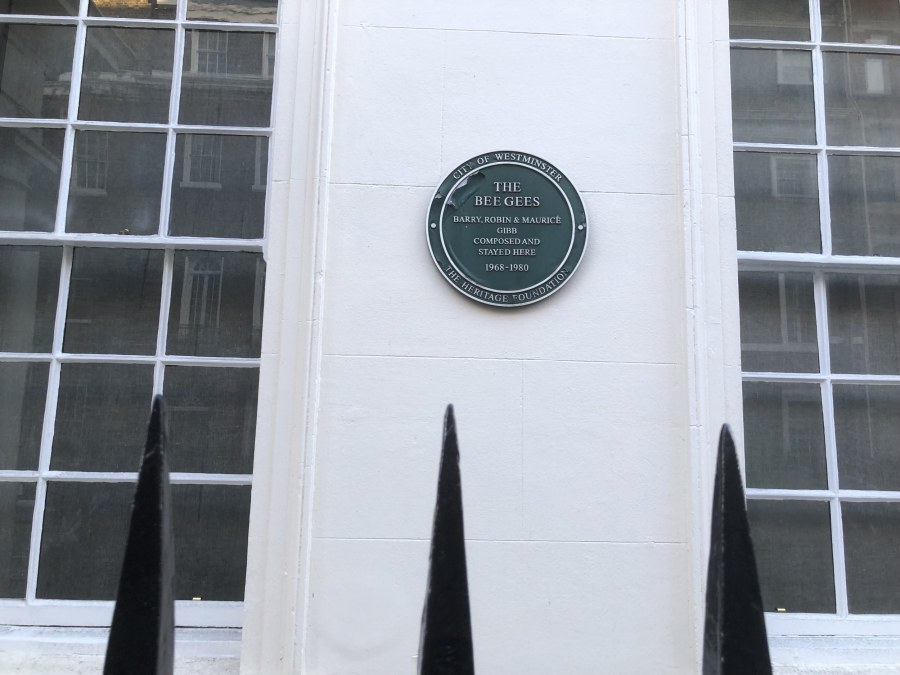 CITY OF WESTMINSTER
THE
BEE GEES
BARRY, ROBIN & MAURICE
GIBB
COMPOSED AND
STAYED HERE
1968-1980
THE HERITAGE FOUNDATION